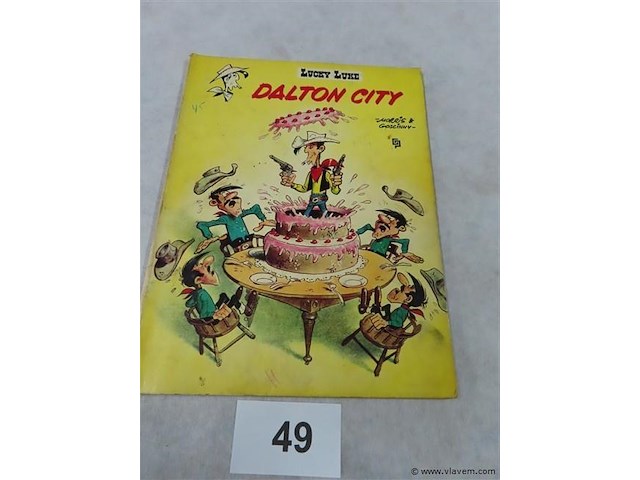 LUCKY LUKE
DALTON CITY
MORRIS &
GOSCINNY
49
© www.vlavem.com